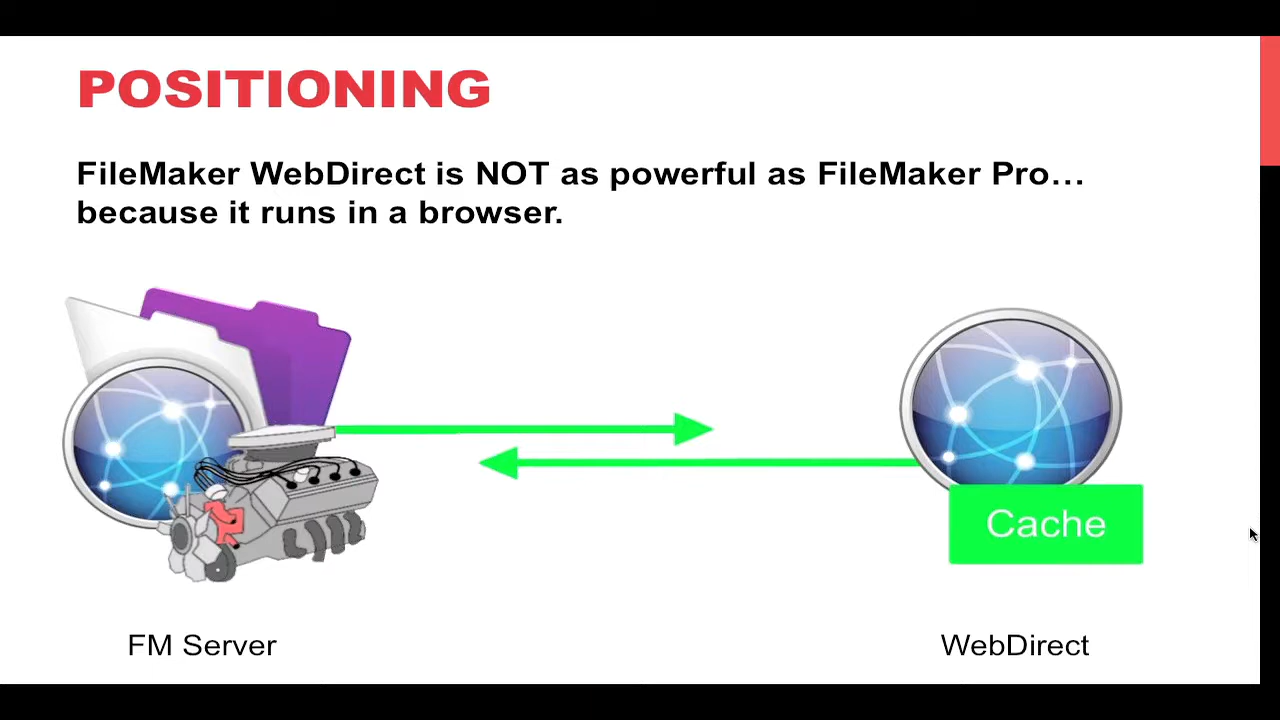 POSITIONING
FileMaker WebDirect is NOT as powerful as FileMaker Pro…
because it runs in a browser.
Cache
FM Server
WebDirect